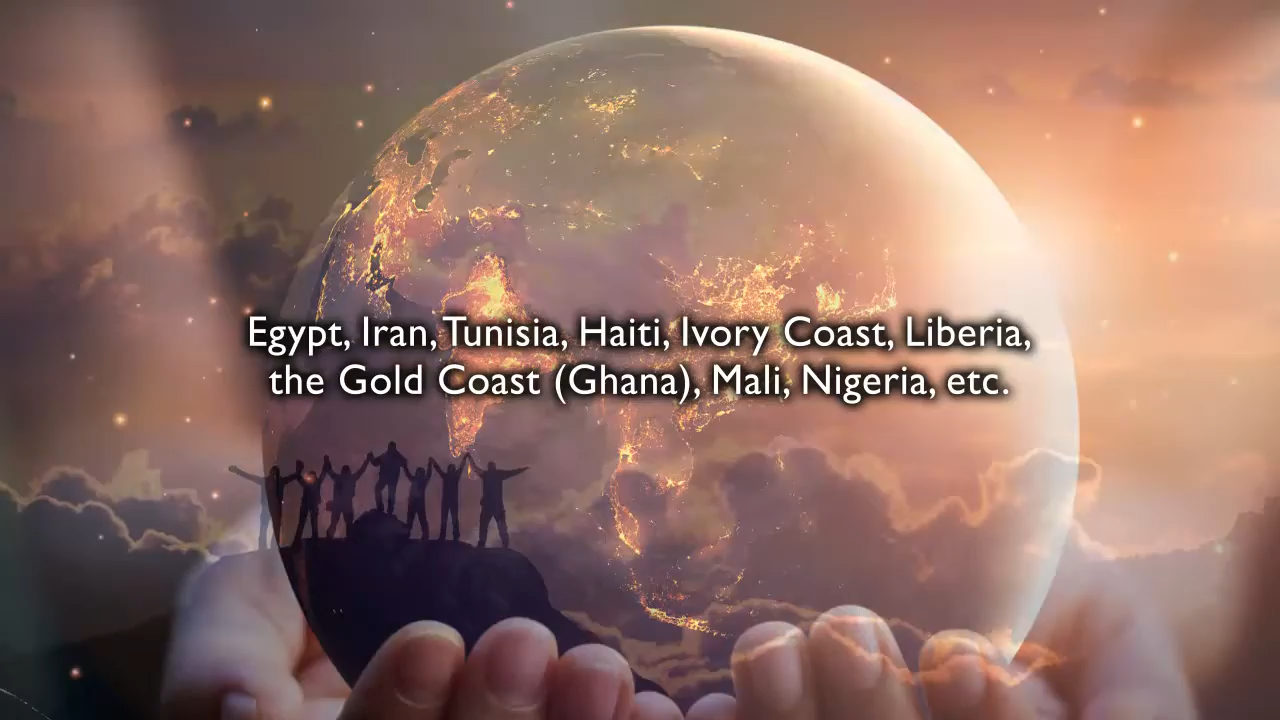 Egypt, Iran, Tunisia, Haiti, Ivory Coast, Liberia,
the Gold Coast (Ghana), Mali, Nigeria, etc.